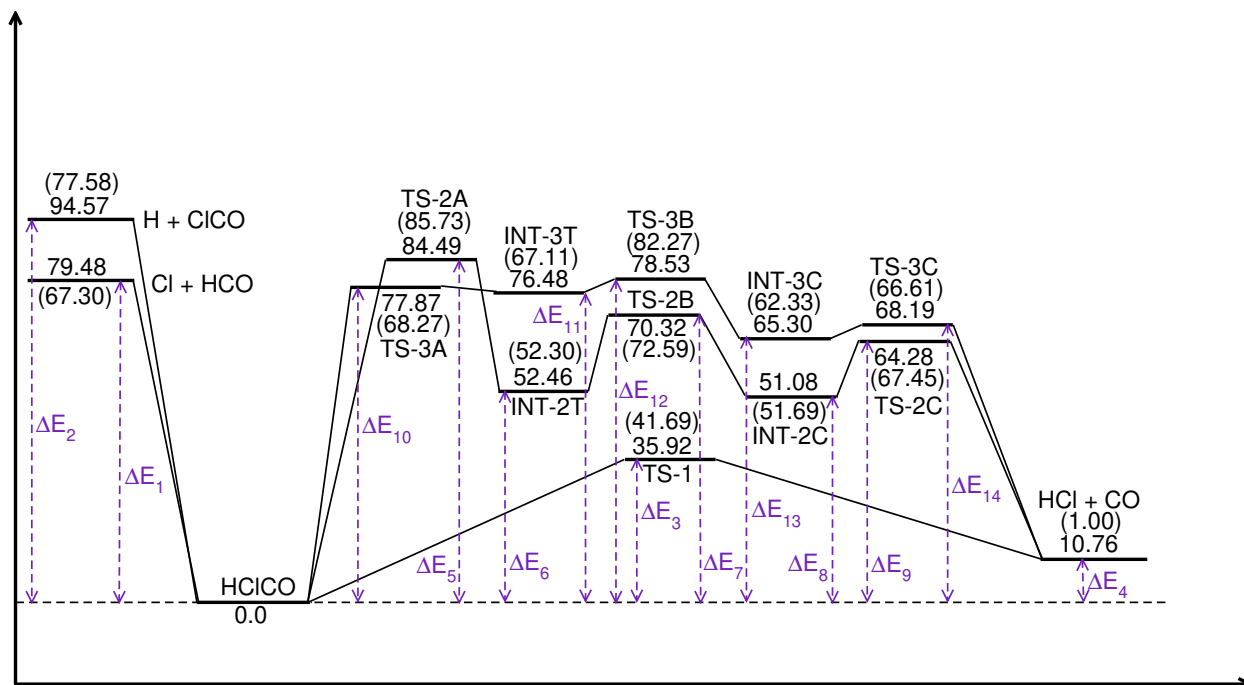 (77.58)
94.57
H + ClCO
79.48
(67.30)
Cl + HCO
ΔE2
ΔE1
HClCO
0.0
TS-2A
(85.73)
84.49
77.87
(68.27)
TS-3A
ΔE10
ΔE5
INT-3T
(67.11)
76.48
ΔE11
(52.30)
52.46
INT-2T
ΔE6
TS-3B
(82.27)
78.53
TS-2B
70.32
(72.59)
ΔE12
(41.69)
35.92
TS-1
ΔE3
ΔE7
INT-3C
(62.33)
65.30
51.08
(51.69)
INT-2C
ΔE13
ΔE8
TS-3C
(66.61)
68.19
64.28
(67.45)
TS-2C
ΔE9
ΔE14
HCl + CO
(1.00)
10.76
ΔE4